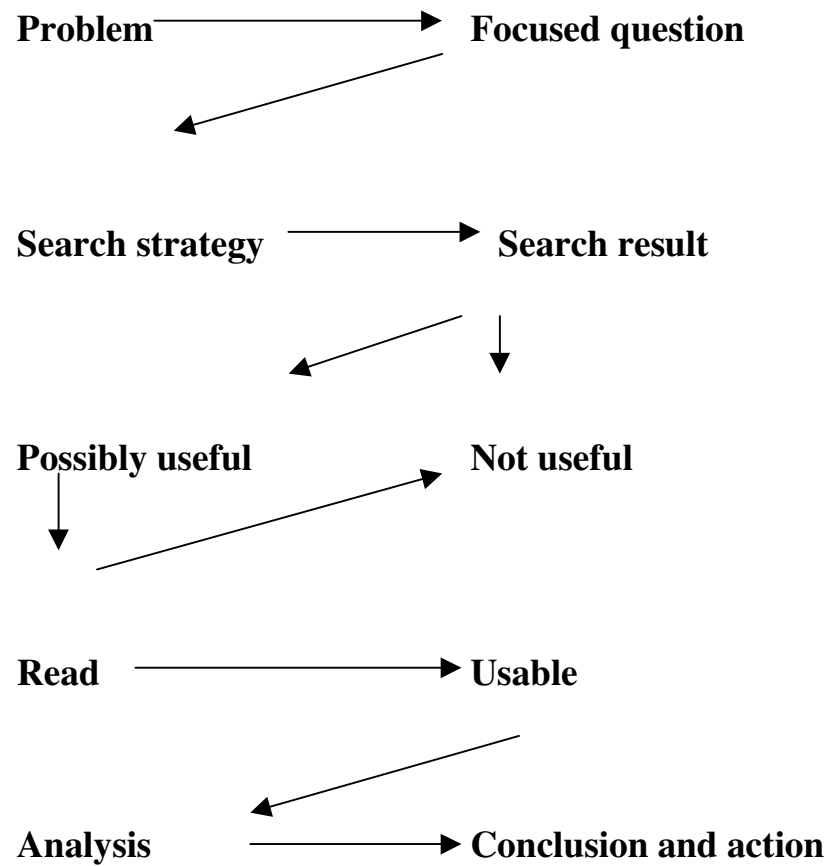 Problem Focused question
Search strategy Search result
Possibly useful Not useful
Read Usable
Analysis Conclusion and action